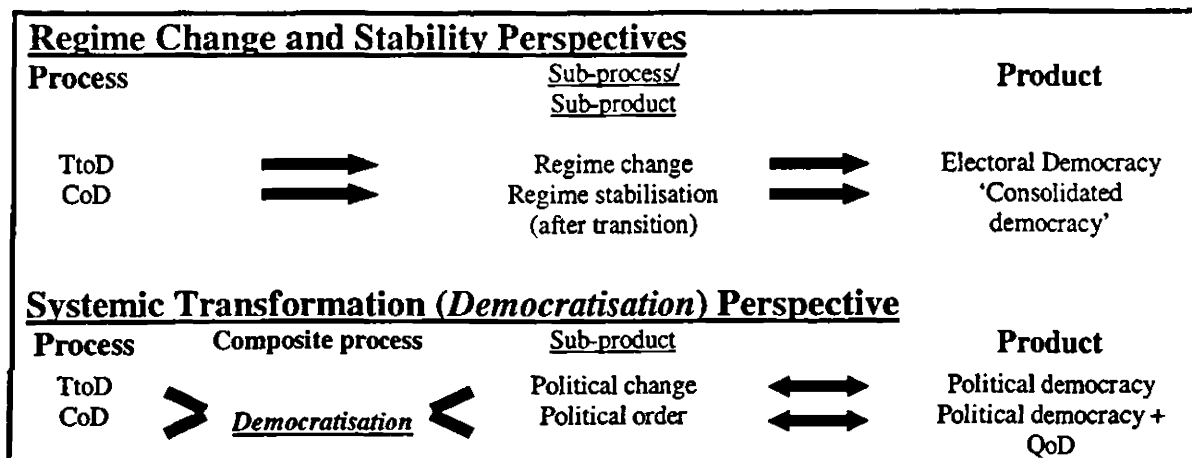 Regime Change and Stability Perspectives
Process Sub-process/ Product
Sub-product
TtoD Regime change Electoral Democracy
CoD Regime stabilisation 'Consolidated
(after transition) democracy'
Systemic Transformation (Democratisation) Perspective
Process Composite process Sub-product Product
TtoD Political change Political democracy
CoD Democratisation Political order Political democracy +
QoD